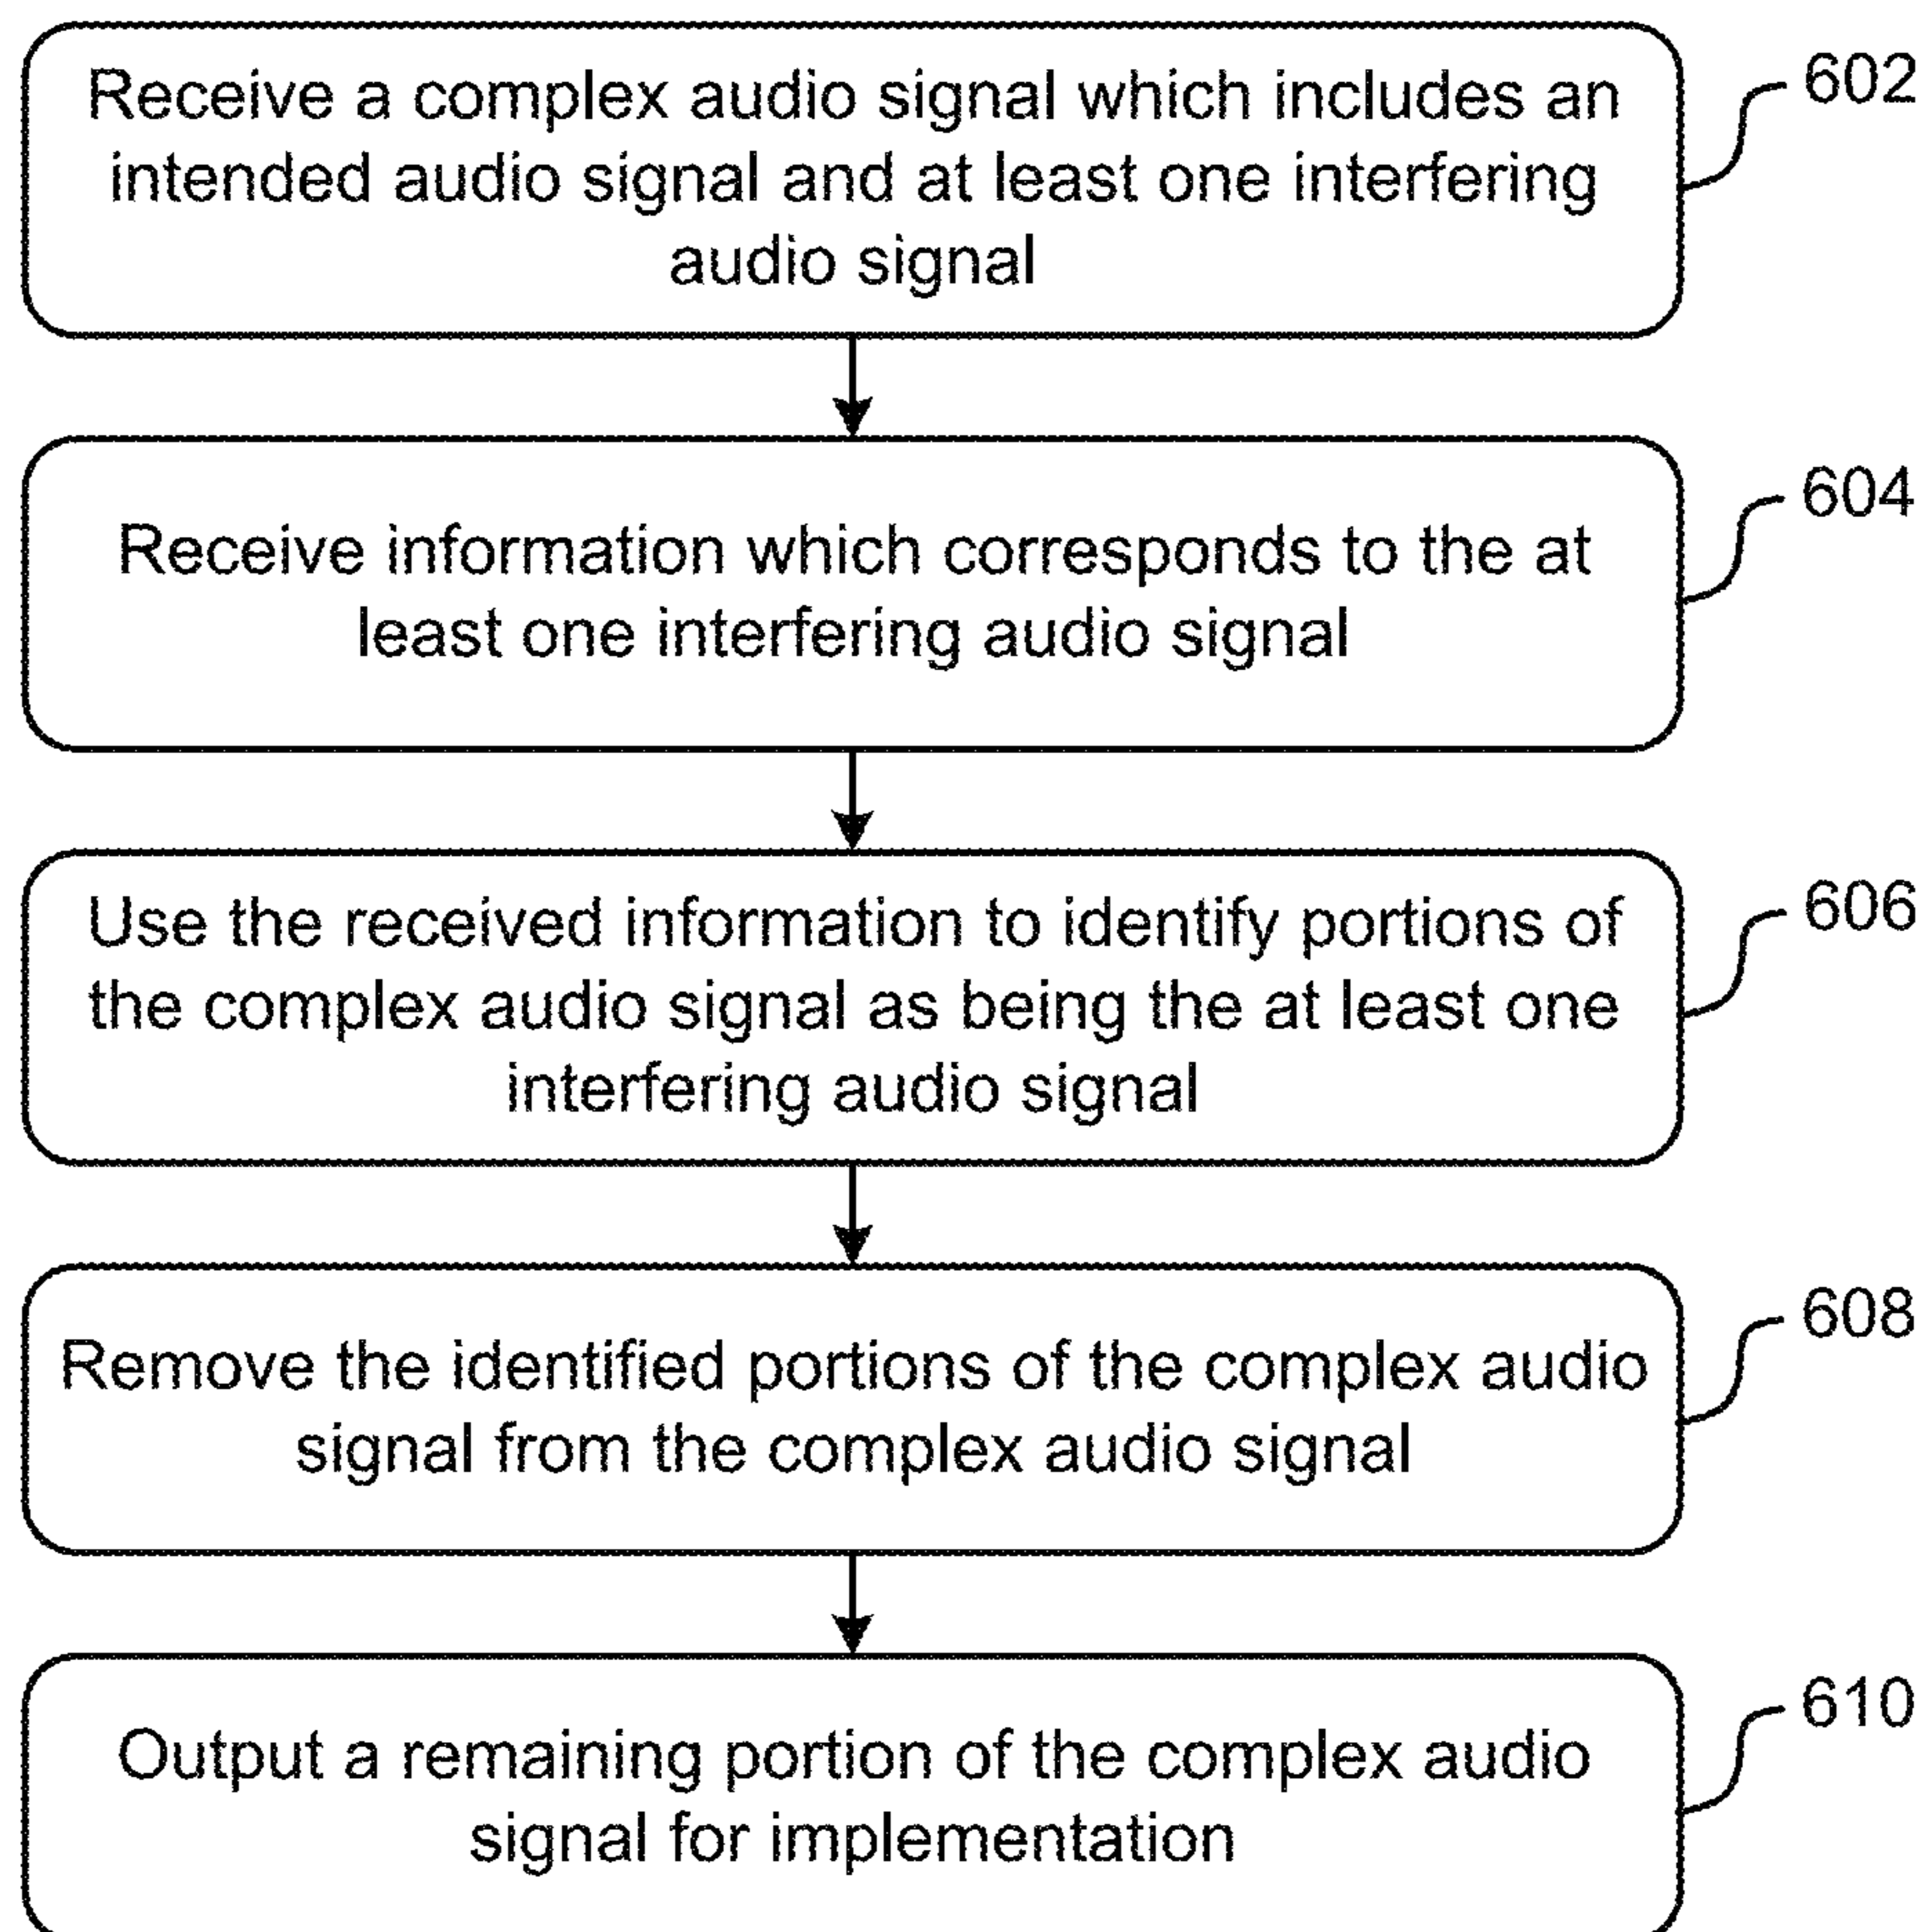 Receive a complex audio signal which includes an
intended audio signal and at least one interfering
audio signal
602
Receive information which corresponds to the at
least one interfering audio signal
604
Use the received information to identify portions of
the complex audio signal as being the at least one
interfering audio signal
606
Remove the identified portions of the complex audio
signal from the complex audio signal
608
Output a remaining portion of the complex audio
signal for implementation
610